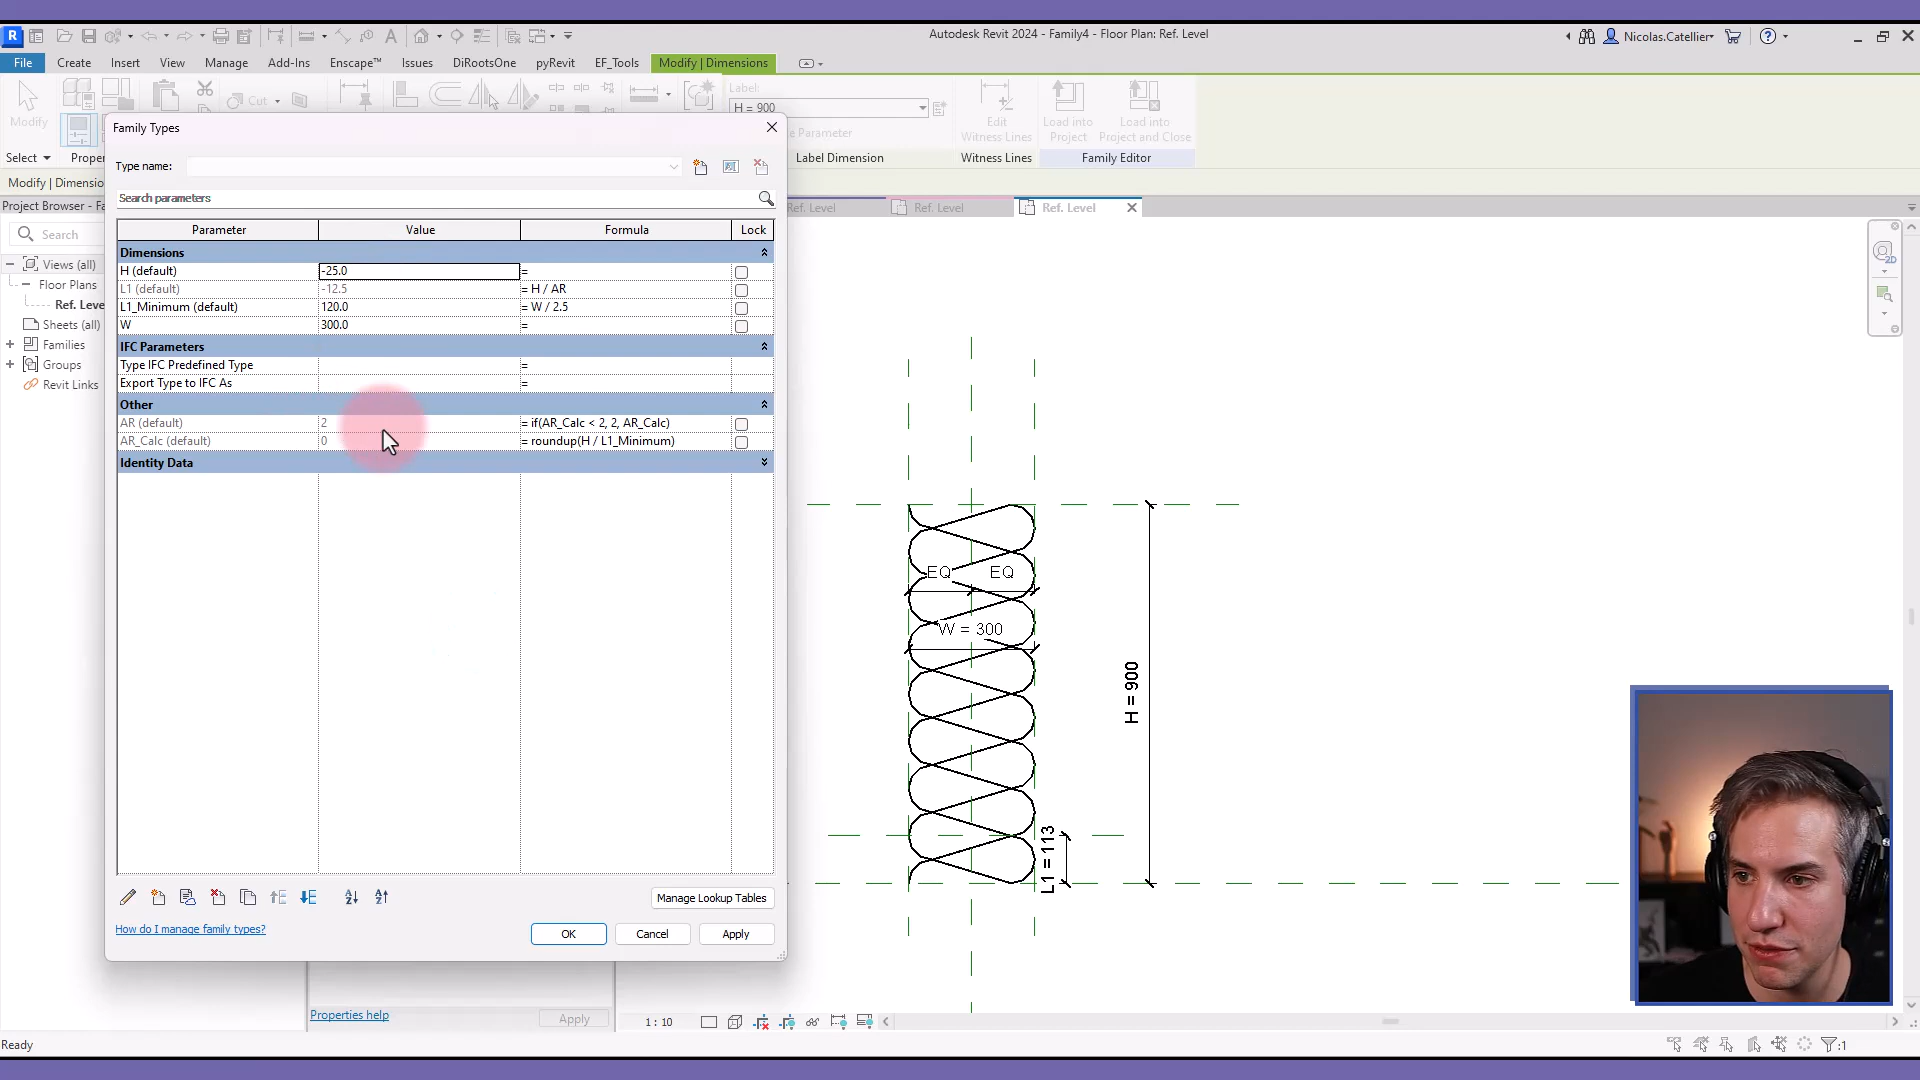 Autodesk Revit 2024 - Family4 - Floor Plan: Ref. Level
Nicolas.Catellier
File Create Insert View Manage Add-Ins Enscape™ Issues DiRootsOne pyRevit EF_Tools Modify | Dimensions
Modify
Cut
Label:
H = 900
Parameter
Edit
Witness Lines
Load into
Project
Load into
Project and Close
Select
Proper
Label Dimension
Witness Lines
Family Editor
Modify | Dimensio
Project Browser - Fa
Search
Views (all)
Floor Plans
Ref. Leve
Sheets (all)
Families
Groups
Revit Links
Family Types
Type name:
Search parameters
Parameter Value Formula Lock
Dimensions
H (default) -25.0 =
L1 (default) -12.5 = H / AR
L1_Minimum (default) 120.0 = W / 2.5
W 300.0 =
IFC Parameters
Type IFC Predefined Type =
Export Type to IFC As =
Other
AR (default) 2 = if(AR_Calc < 2, 2, AR_Calc)
AR_Calc (default) 0 = roundup(H / L1_Minimum)
Identity Data
Manage Lookup Tables
How do I manage family types?
OK Cancel Apply
Ref. Level Ref. Level Ref. Level
EQ EQ
W = 300
H = 900
L1 = 113
Properties help
Apply
1 : 10
Ready
:1